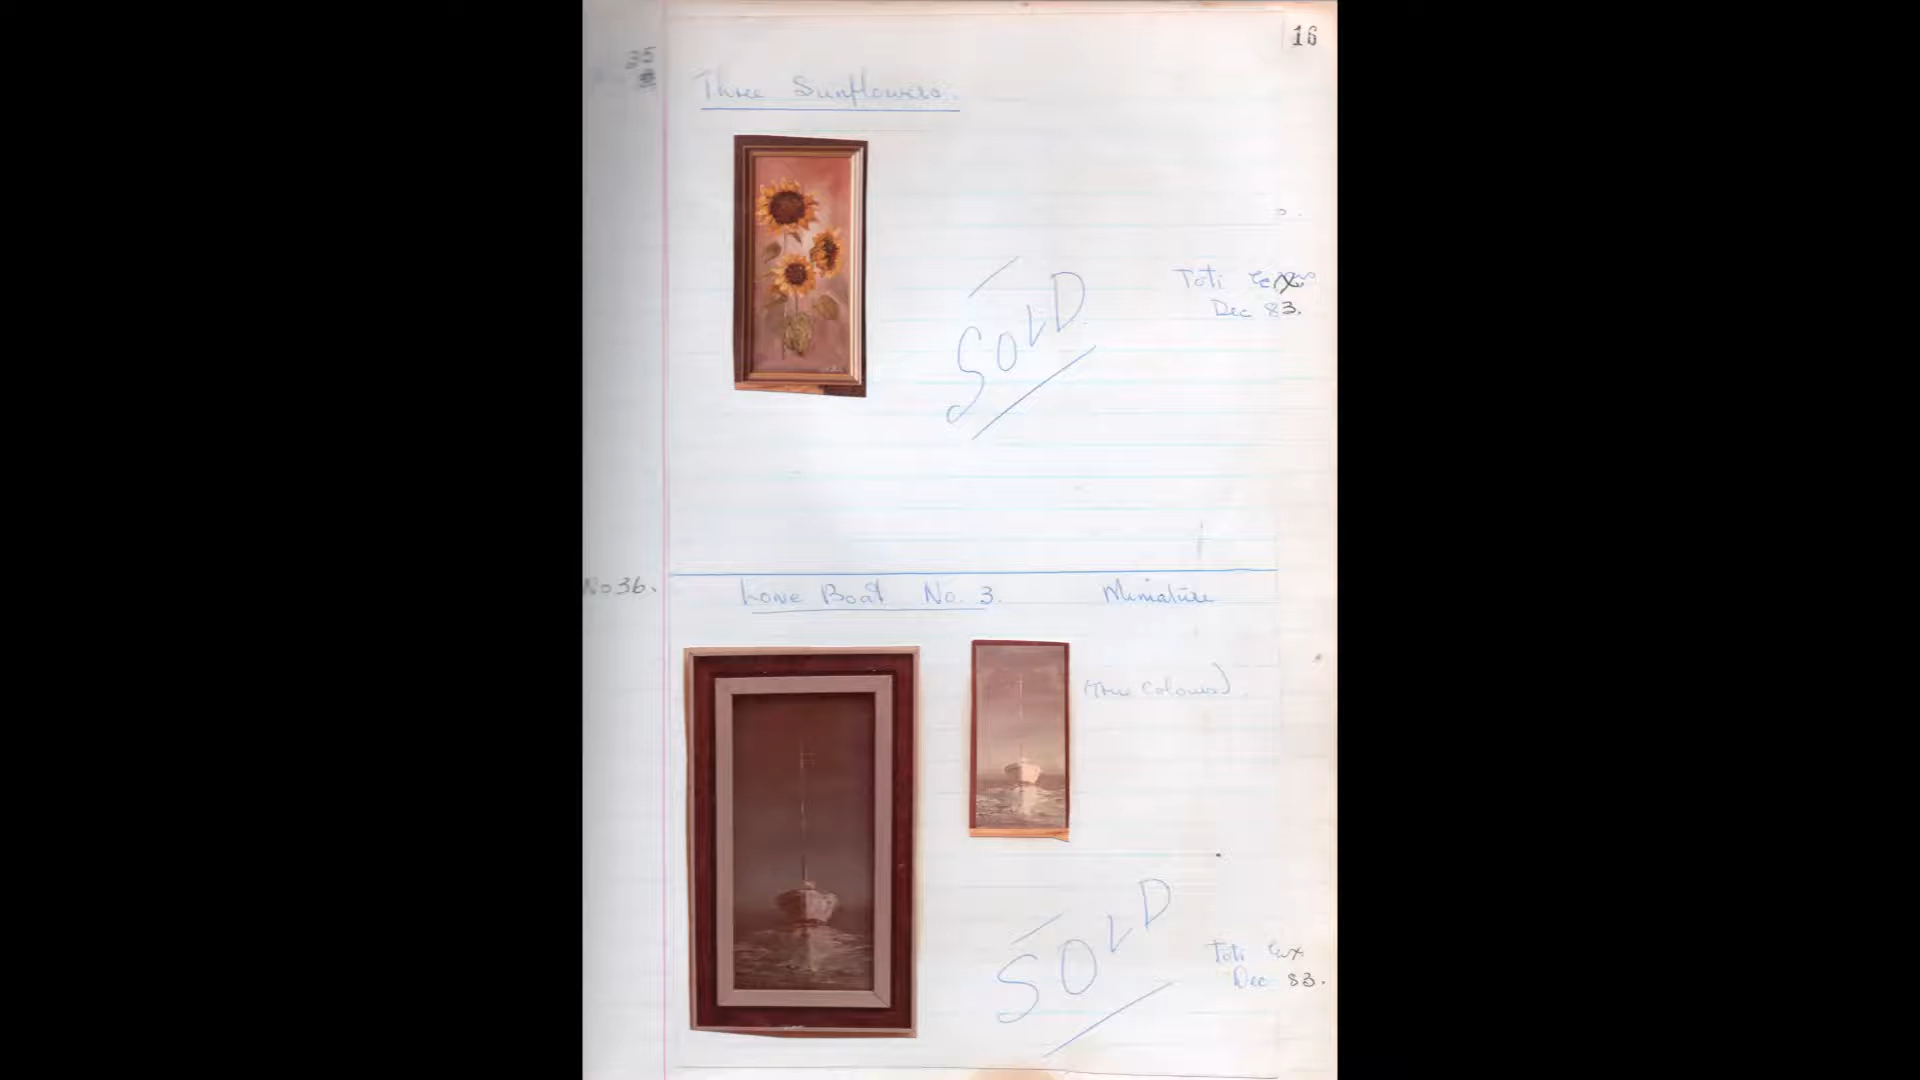 16
35
Three Sunflowers.
SOLD
Toti
Dec 83.
No 36.
Lone Boat No. 3.
Miniature
(True Colours)
SOLD
Toti
Dec 83.